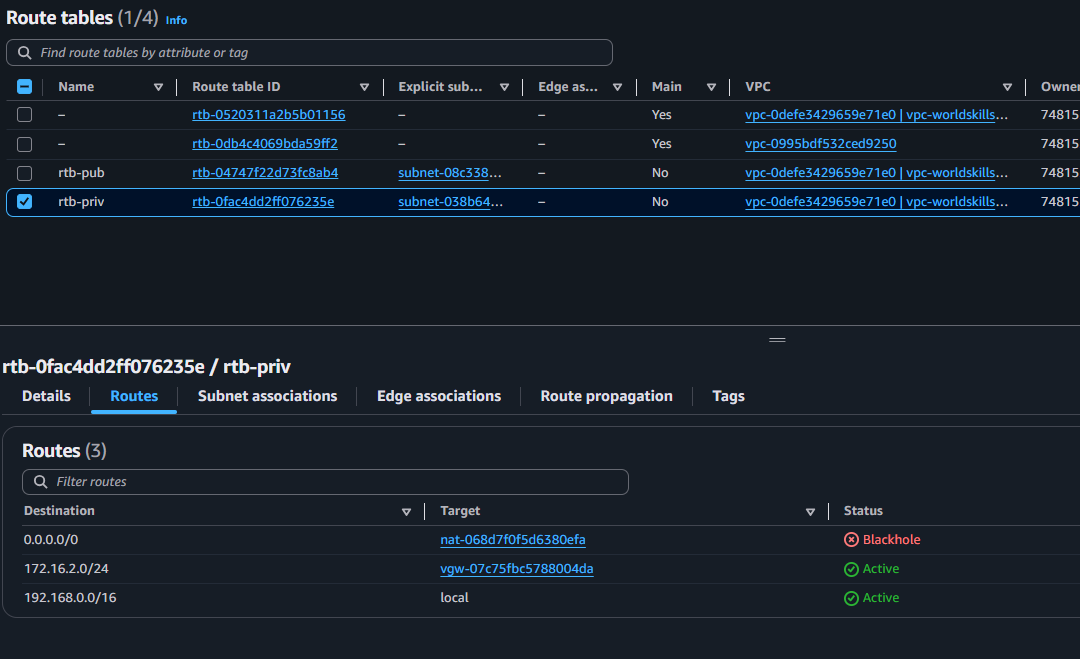 Route tables (1/4) Info
Find route tables by attribute or tag
Name Route table ID Explicit sub... Edge as... Main VPC Owner
– rtb-0520311a2b5b01156 – – Yes vpc-0defe3429659e71e0 | vpc-worldskills... 74815
– rtb-0db4c4069bda59ff2 – – Yes vpc-0995bdf532ced9250 74815
rtb-pub rtb-04747f22d73fc8ab4 subnet-08c338... – No vpc-0defe3429659e71e0 | vpc-worldskills... 74815
rtb-priv rtb-0fac4dd2ff076235e subnet-038b64... – No vpc-0defe3429659e71e0 | vpc-worldskills... 74815
rtb-0fac4dd2ff076235e / rtb-priv
Details Routes Subnet associations Edge associations Route propagation Tags
Routes (3)
Filter routes
Destination Target Status
0.0.0.0/0 nat-068d7f0f5d6380efa Blackhole
172.16.2.0/24 vgw-07c75fbc5788004da Active
192.168.0.0/16 local Active